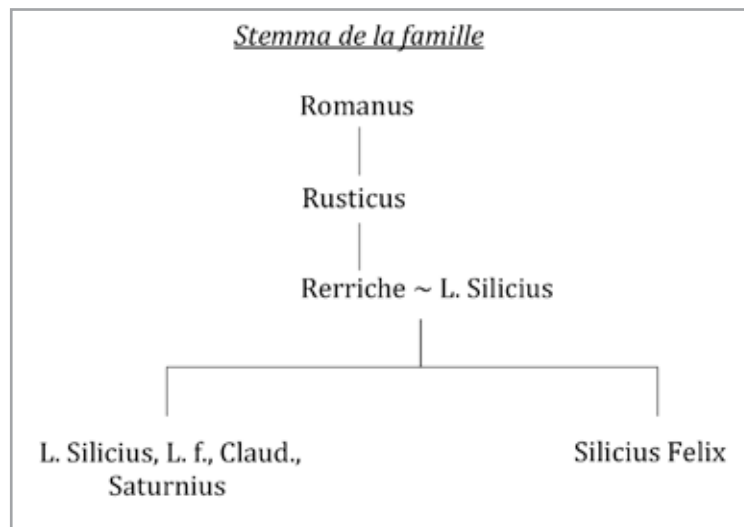 Stemma de la famille
Romanus
Rusticus
Rerriche ~ L. Silicius
L. Silicius, L. f., Claud.,
Saturnius
Silicius Felix